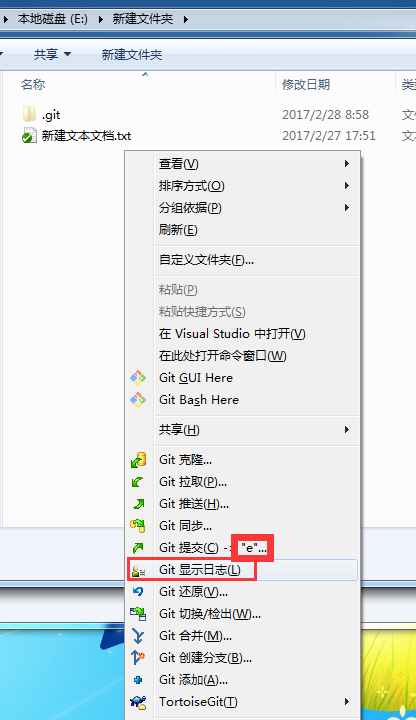 本地磁盘 (E:) 新建文件夹
共享 新建文件夹
名称 修改日期 类
.git 2017/2/28 8:58 文
新建文本文档.txt 2017/2/27 17:51 文
查看(V)
排序方式(O)
分组依据(P)
刷新(E)
自定义文件夹(F)...
粘贴(P)
粘贴快捷方式(S)
在 Visual Studio 中打开(V)
在此处打开命令窗口(W)
Git GUI Here
Git Bash Here
共享(H)
Git 克隆...
Git 拉取(P)...
Git 推送(H)...
Git 同步...
Git 提交(C) -> "e"...
Git 显示日志(L)
Git 还原(V)...
Git 切换/检出(W)...
Git 合并(M)...
Git 创建分支(B)...
Git 添加(A)...
TortoiseGit(T)